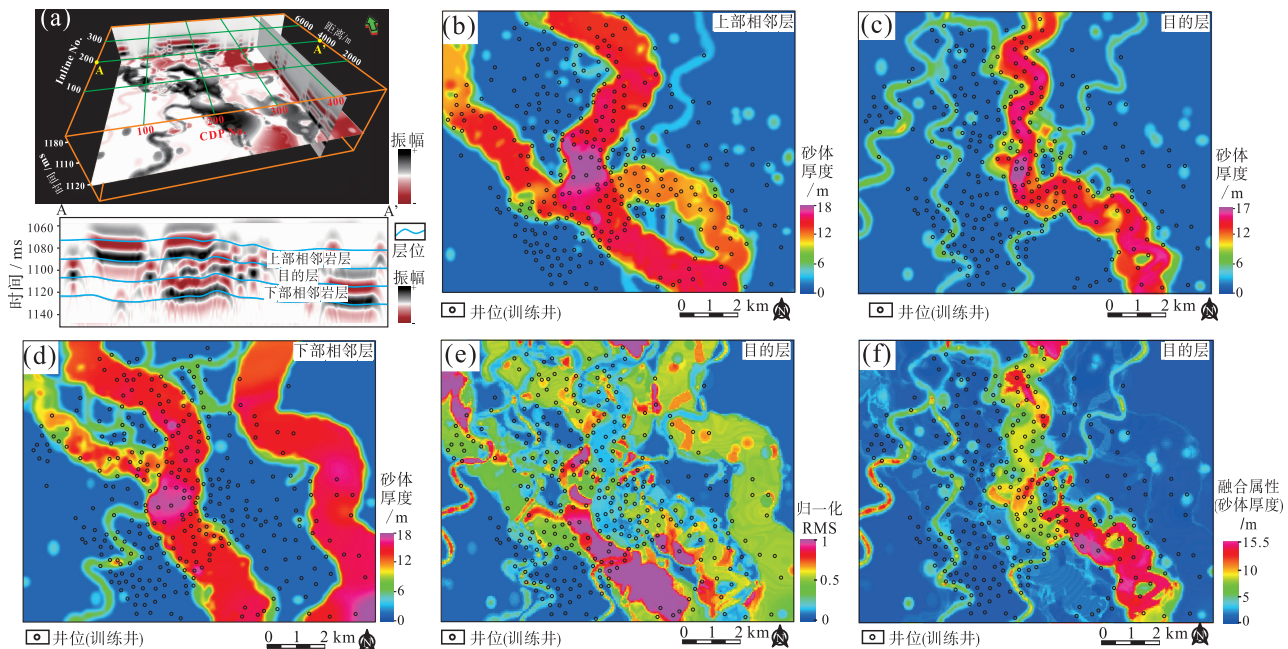 (a)
Inline No.
300
200
100
A
A'
6000
4000
2000
距离/m
100
200
300
400
CDP No.
1180
1110
1120
时间/ms
振幅
+
-
A
A'
1060
1080
1100
1120
1140
时间 / ms
上部相邻岩层
目的层
下部相邻岩层
层位
振幅
+
-
(b)
上部相邻层
砂体
厚度
/m
18
12
6
0
井位(训练井)
0 1 2 km
N
(c)
目的层
砂体
厚度
/m
17
12
6
0
井位(训练井)
0 1 2 km
N
(d)
下部相邻层
砂体
厚度
/m
18
12
6
0
井位(训练井)
0 1 2 km
N
(e)
目的层
归一化
RMS
1
0.5
0
井位(训练井)
0 1 2 km
N
(f)
目的层
融合属性
(砂体厚度)
/m
15.5
10
5
0
井位(训练井)
0 1 2 km
N